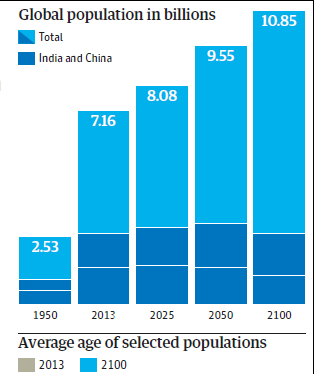 Global population in billions
Total
India and China
10.85
9.55
8.08
7.16
2.53
1950 2013 2025 2050 2100
Average age of selected populations
2013 2100